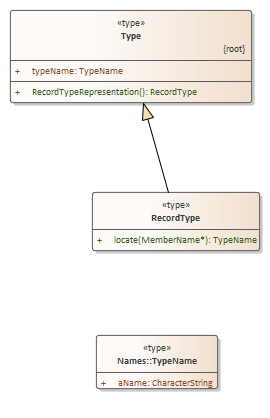 «type»
Type
{root}
+ typeName: TypeName
+ RecordTypeRepresentation(): RecordType
«type»
RecordType
+ locate(MemberName*): TypeName
«type»
Names::TypeName
+ aName: CharacterString